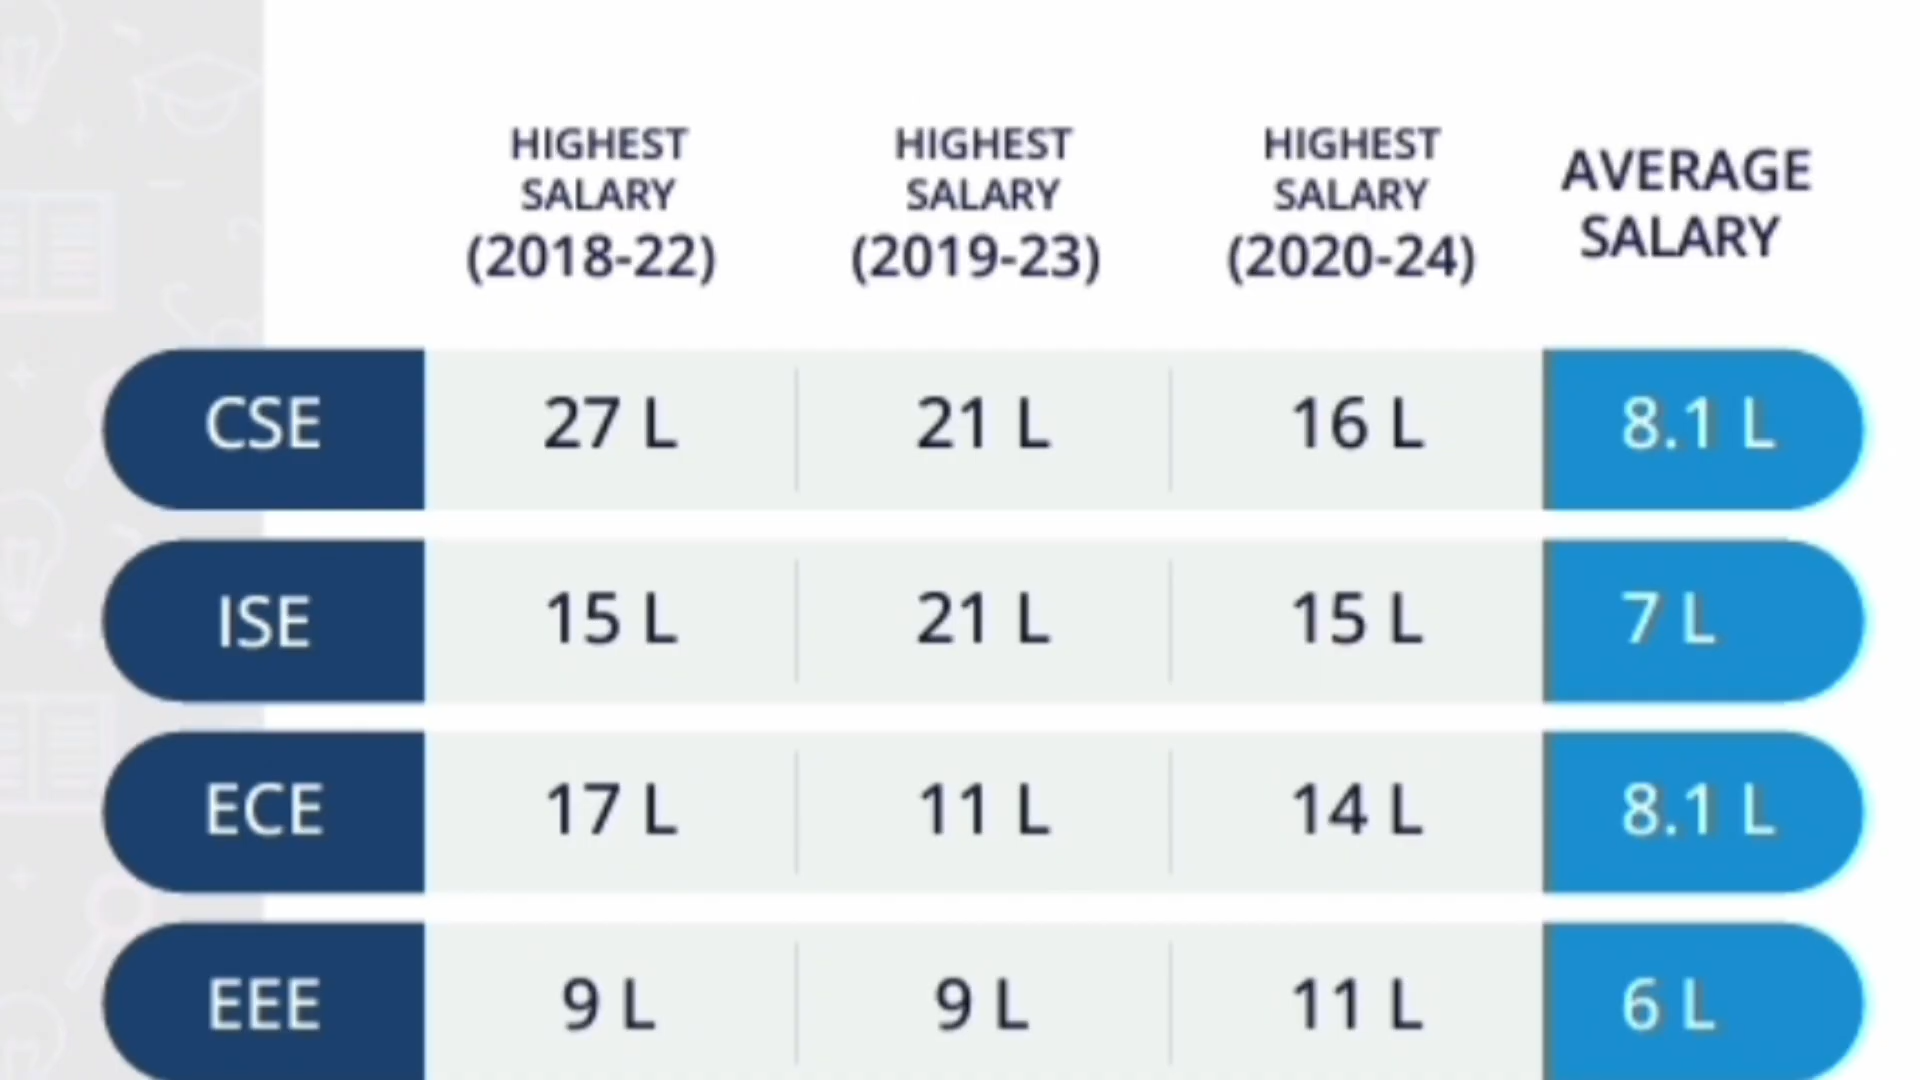 HIGHEST
SALARY
(2018-22)
HIGHEST
SALARY
(2019-23)
HIGHEST
SALARY
(2020-24)
AVERAGE
SALARY
CSE 27 L 21 L 16 L 8.1 L
ISE 15 L 21 L 15 L 7 L
ECE 17 L 11 L 14 L 8.1 L
EEE 9 L 9 L 11 L 6 L